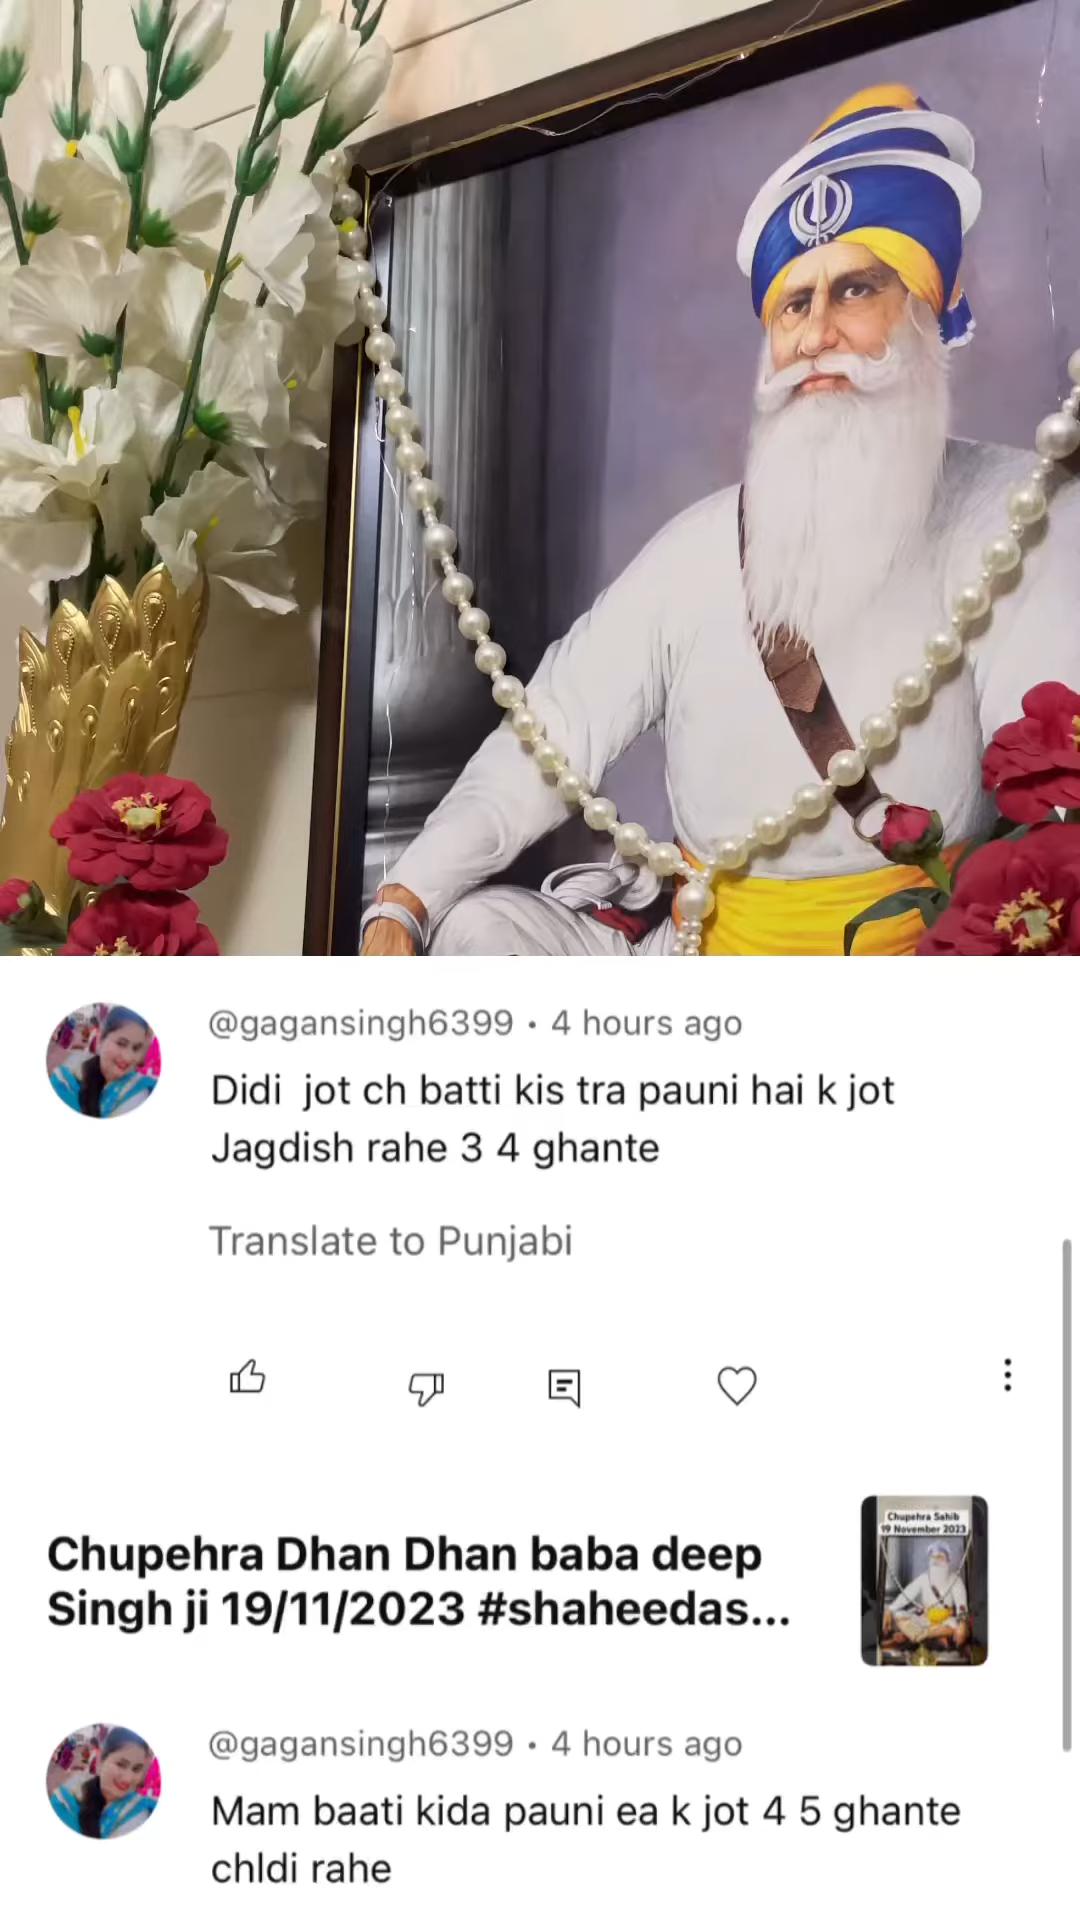 @gagansingh6399 • 4 hours ago
Didi jot ch batti kis tra pauni hai k jot
Jagdish rahe 3 4 ghante
Translate to Punjabi
Chupehra Dhan Dhan baba deep
Singh ji 19/11/2023 #shaheedas...
Chupehra Sahib
19 November 2023
@gagansingh6399 • 4 hours ago
Mam baati kida pauni ea k jot 4 5 ghante
chldi rahe